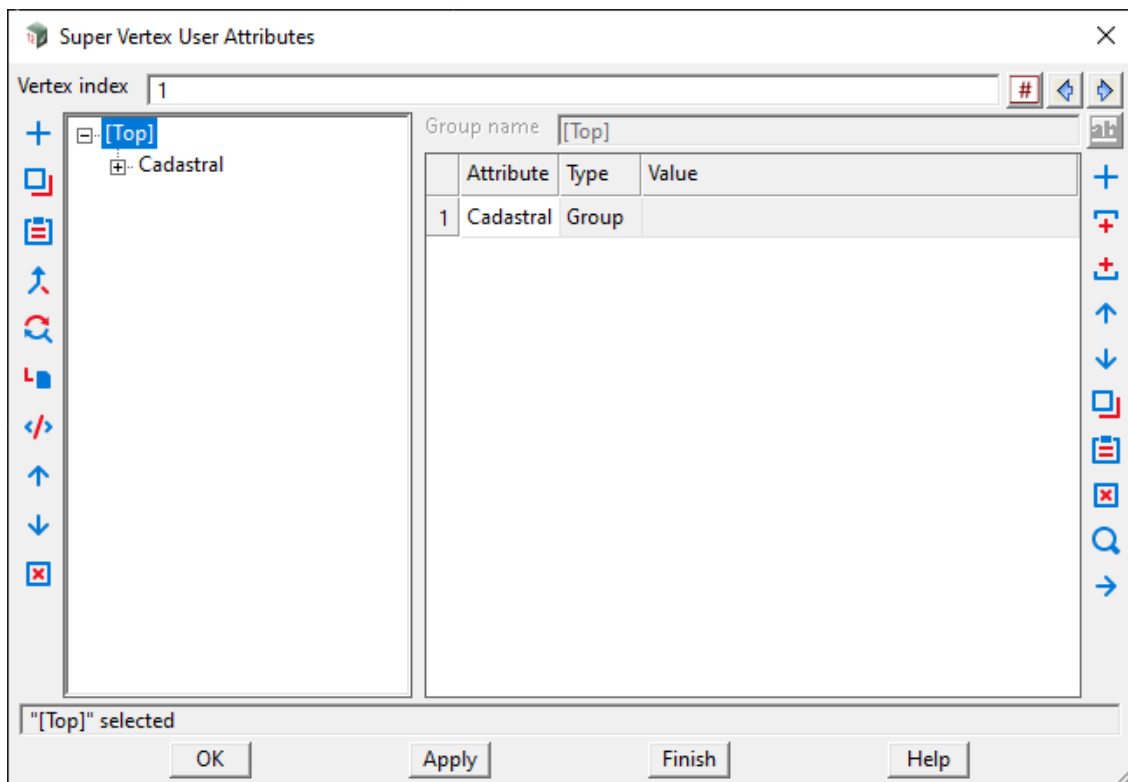 Super Vertex User Attributes
Vertex index 1 #
[Top]
Cadastral
Group name [Top] ab
Attribute Type Value
1 Cadastral Group
"[Top]" selected
OK Apply Finish Help